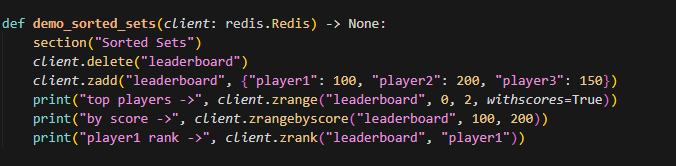 def demo_sorted_sets(client: redis.Redis) -> None:
    section("Sorted Sets")
    client.delete("leaderboard")
    client.zadd("leaderboard", {"player1": 100, "player2": 200, "player3": 150})
    print("top players ->", client.zrange("leaderboard", 0, 2, withscores=True))
    print("by score ->", client.zrangebyscore("leaderboard", 100, 200))
    print("player1 rank ->", client.zrank("leaderboard", "player1"))